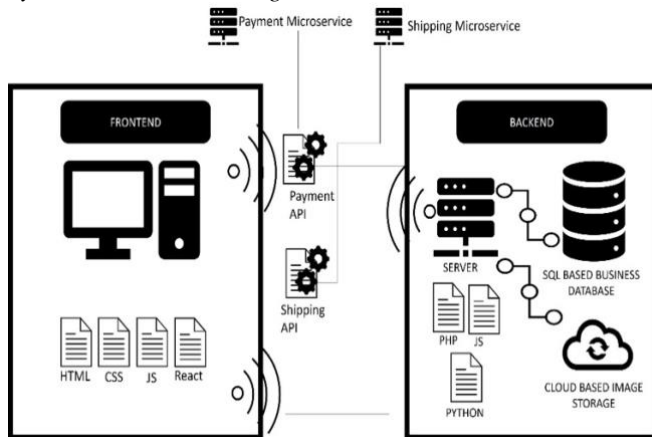 Payment Microservice
Shipping Microservice
FRONTEND
BACKEND
Payment
API
Shipping
API
HTML
CSS
JS
React
SERVER
SQL BASED BUSINESS
DATABASE
PHP
JS
PYTHON
CLOUD BASED IMAGE
STORAGE